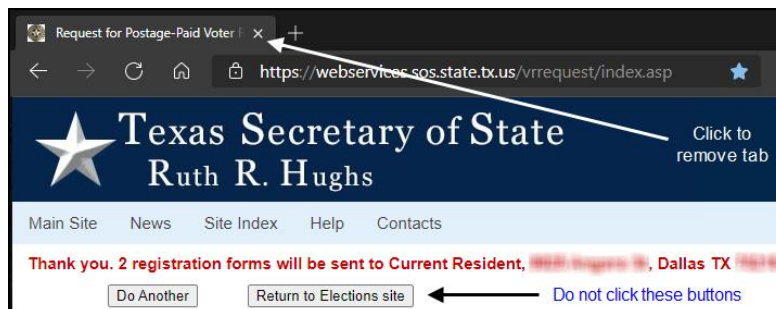 Request for Postage-Paid Voter
https://webservices.sos.state.tx.us/vrrequest/index.asp
Texas Secretary of State
Ruth R. Hughs
Click to
remove tab
Main Site News Site Index Help Contacts
Thank you. 2 registration forms will be sent to Current Resident, , Dallas TX
Do Another Return to Elections site Do not click these buttons